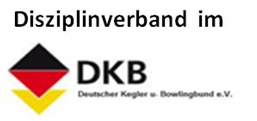 Disziplinverband im
DKB
Deutscher Kegler u- Bowlingbund e.V.